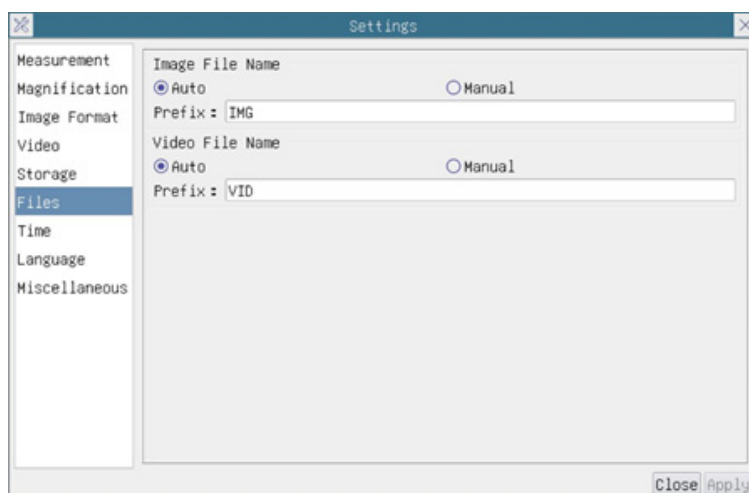 Settings
Measurement
Magnification
Image Format
Video
Storage
Files
Time
Language
Miscellaneous
Image File Name
Auto Manual
Prefix: IMG
Video File Name
Auto Manual
Prefix: VID
Close Apply